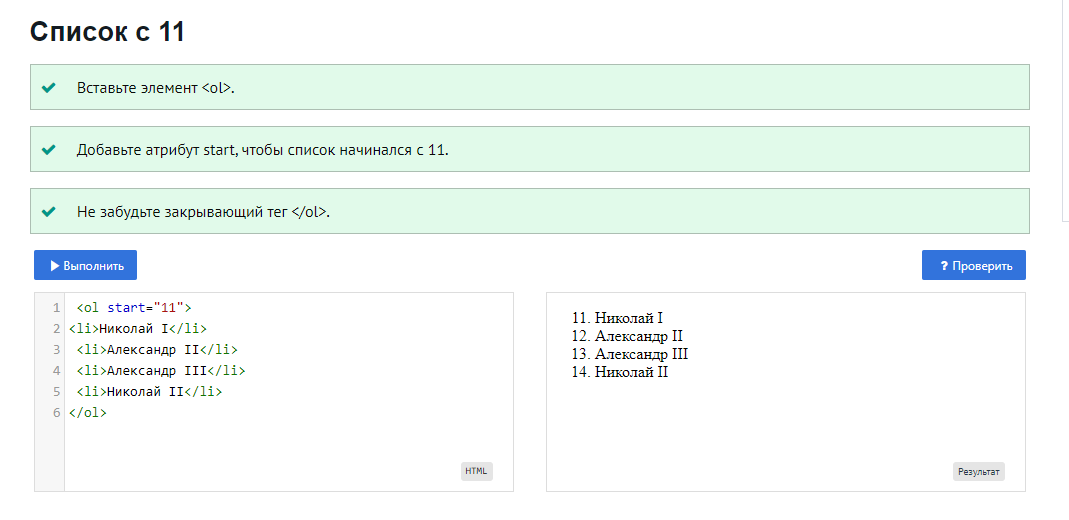 Список с 11
Вставьте элемент <ol>.
Добавьте атрибут start, чтобы список начинался с 11.
Не забудьте закрывающий тег </ol>.
Выполнить
? Проверить
1 <ol start="11">
2 <li>Николай I</li>
3 <li>Александр II</li>
4 <li>Александр III</li>
5 <li>Николай II</li>
6 </ol>
HTML
11. Николай I
12. Александр II
13. Александр III
14. Николай II
Результат